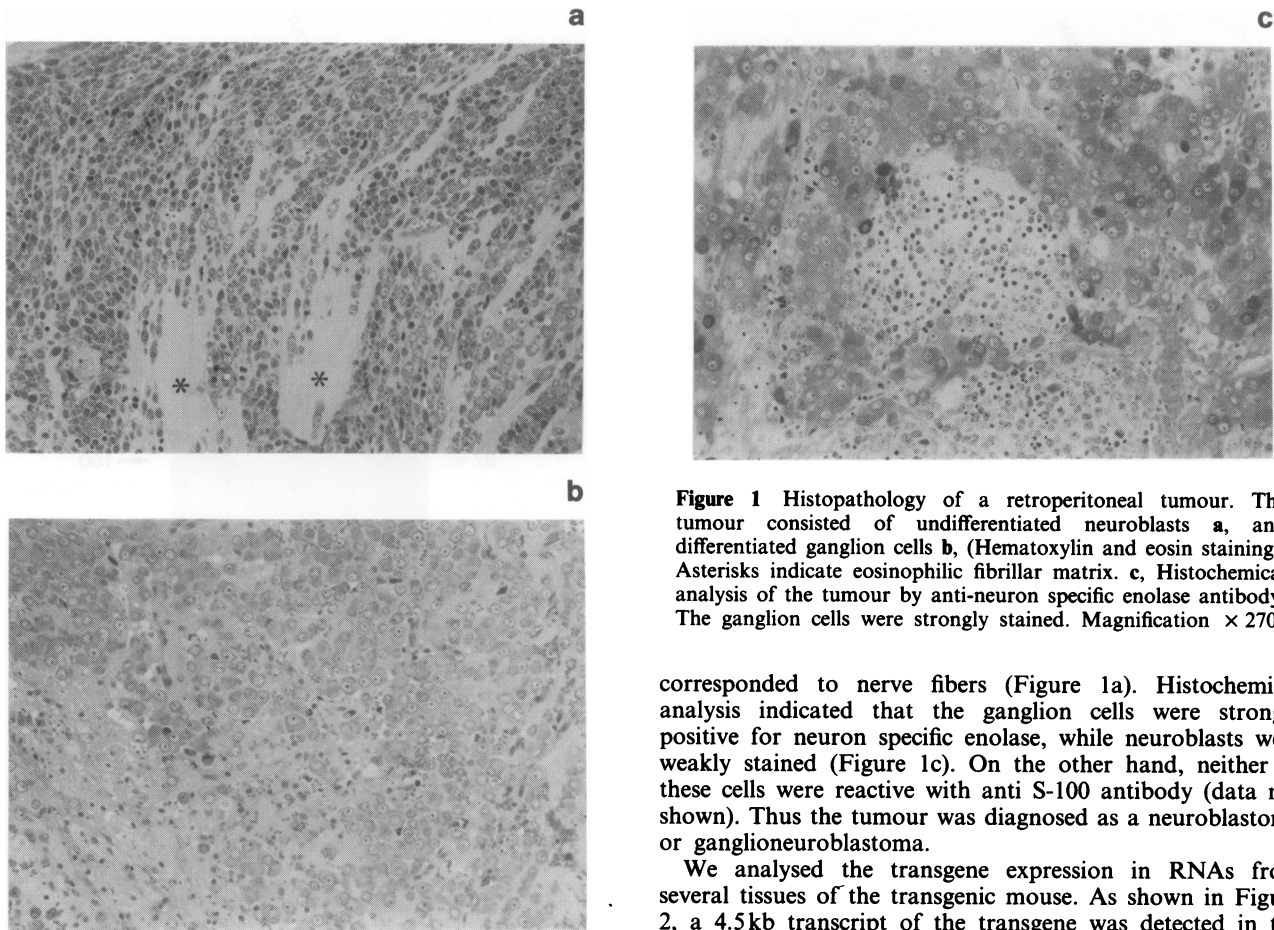 a
*
*
b
c
Figure 1 Histopathology of a retroperitoneal tumour. Th
tumour consisted of undifferentiated neuroblasts a, an
differentiated ganglion cells b, (Hematoxylin and eosin staining
Asterisks indicate eosinophilic fibrillar matrix. c, Histochemica
analysis of the tumour by anti-neuron specific enolase antibody
The ganglion cells were strongly stained. Magnification × 270
corresponded to nerve fibers (Figure 1a). Histochemi
analysis indicated that the ganglion cells were stron
positive for neuron specific enolase, while neuroblasts w
weakly stained (Figure 1c). On the other hand, neither
these cells were reactive with anti S-100 antibody (data n
shown). Thus the tumour was diagnosed as a neuroblasto
or ganglioneuroblastoma.
We analysed the transgene expression in RNAs fro
several tissues of the transgenic mouse. As shown in Figu
2, a 4.5kb transcript of the transgene was detected in t